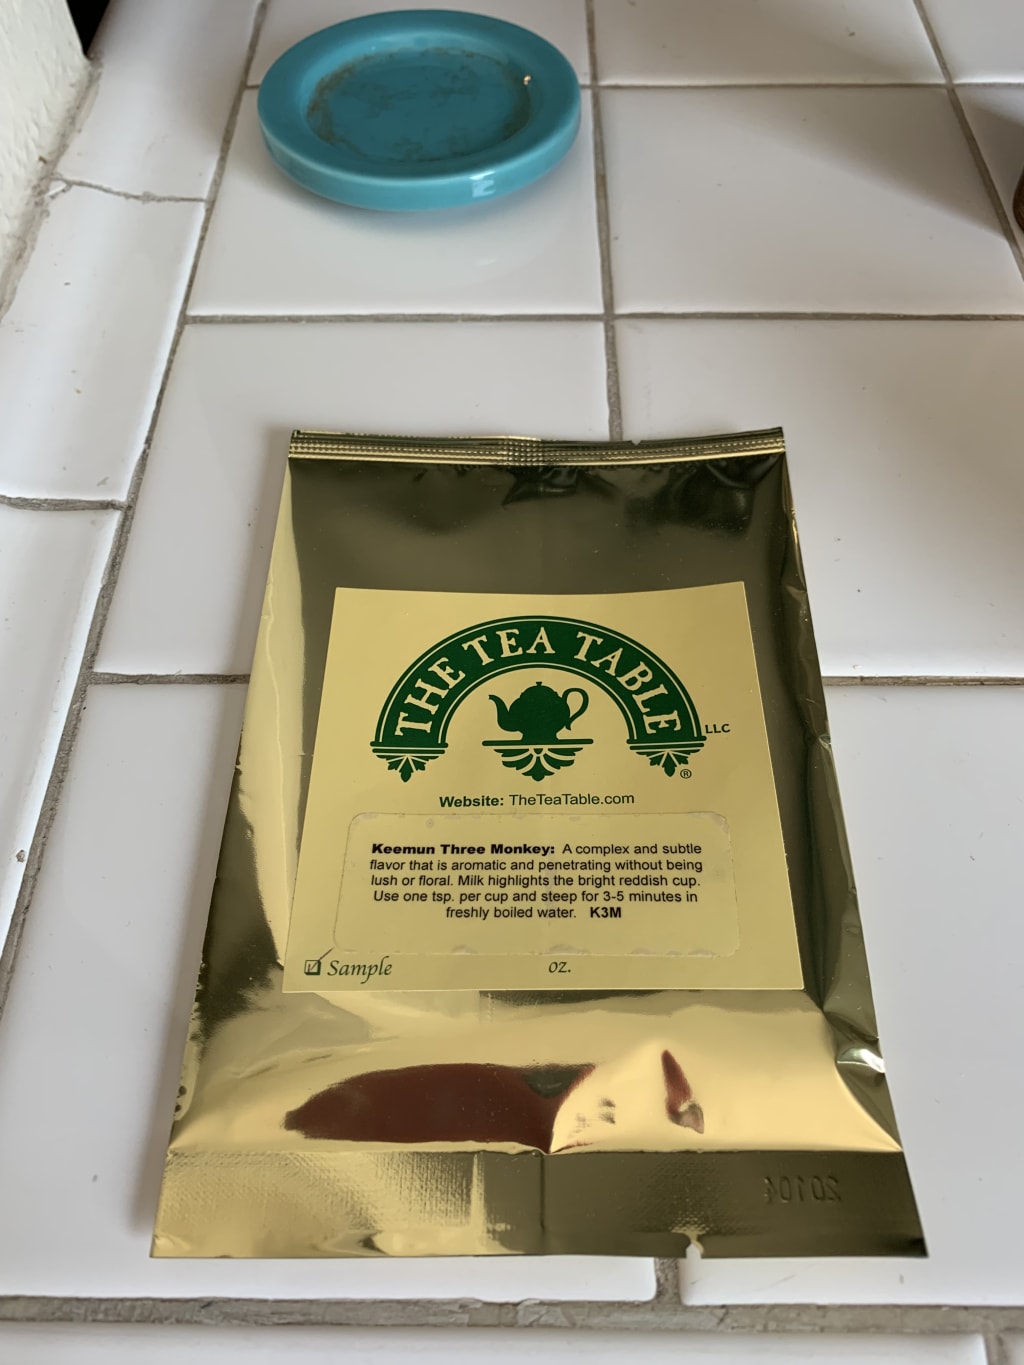 THE TEA TABLE
LLC
®
Website: TheTeaTable.com
Keemun Three Monkey: A complex and subtle
flavor that is aromatic and penetrating without being
lush or floral. Milk highlights the bright reddish cup.
Use one tsp. per cup and steep for 3-5 minutes in
freshly boiled water. K3M
Sample oz.
20104